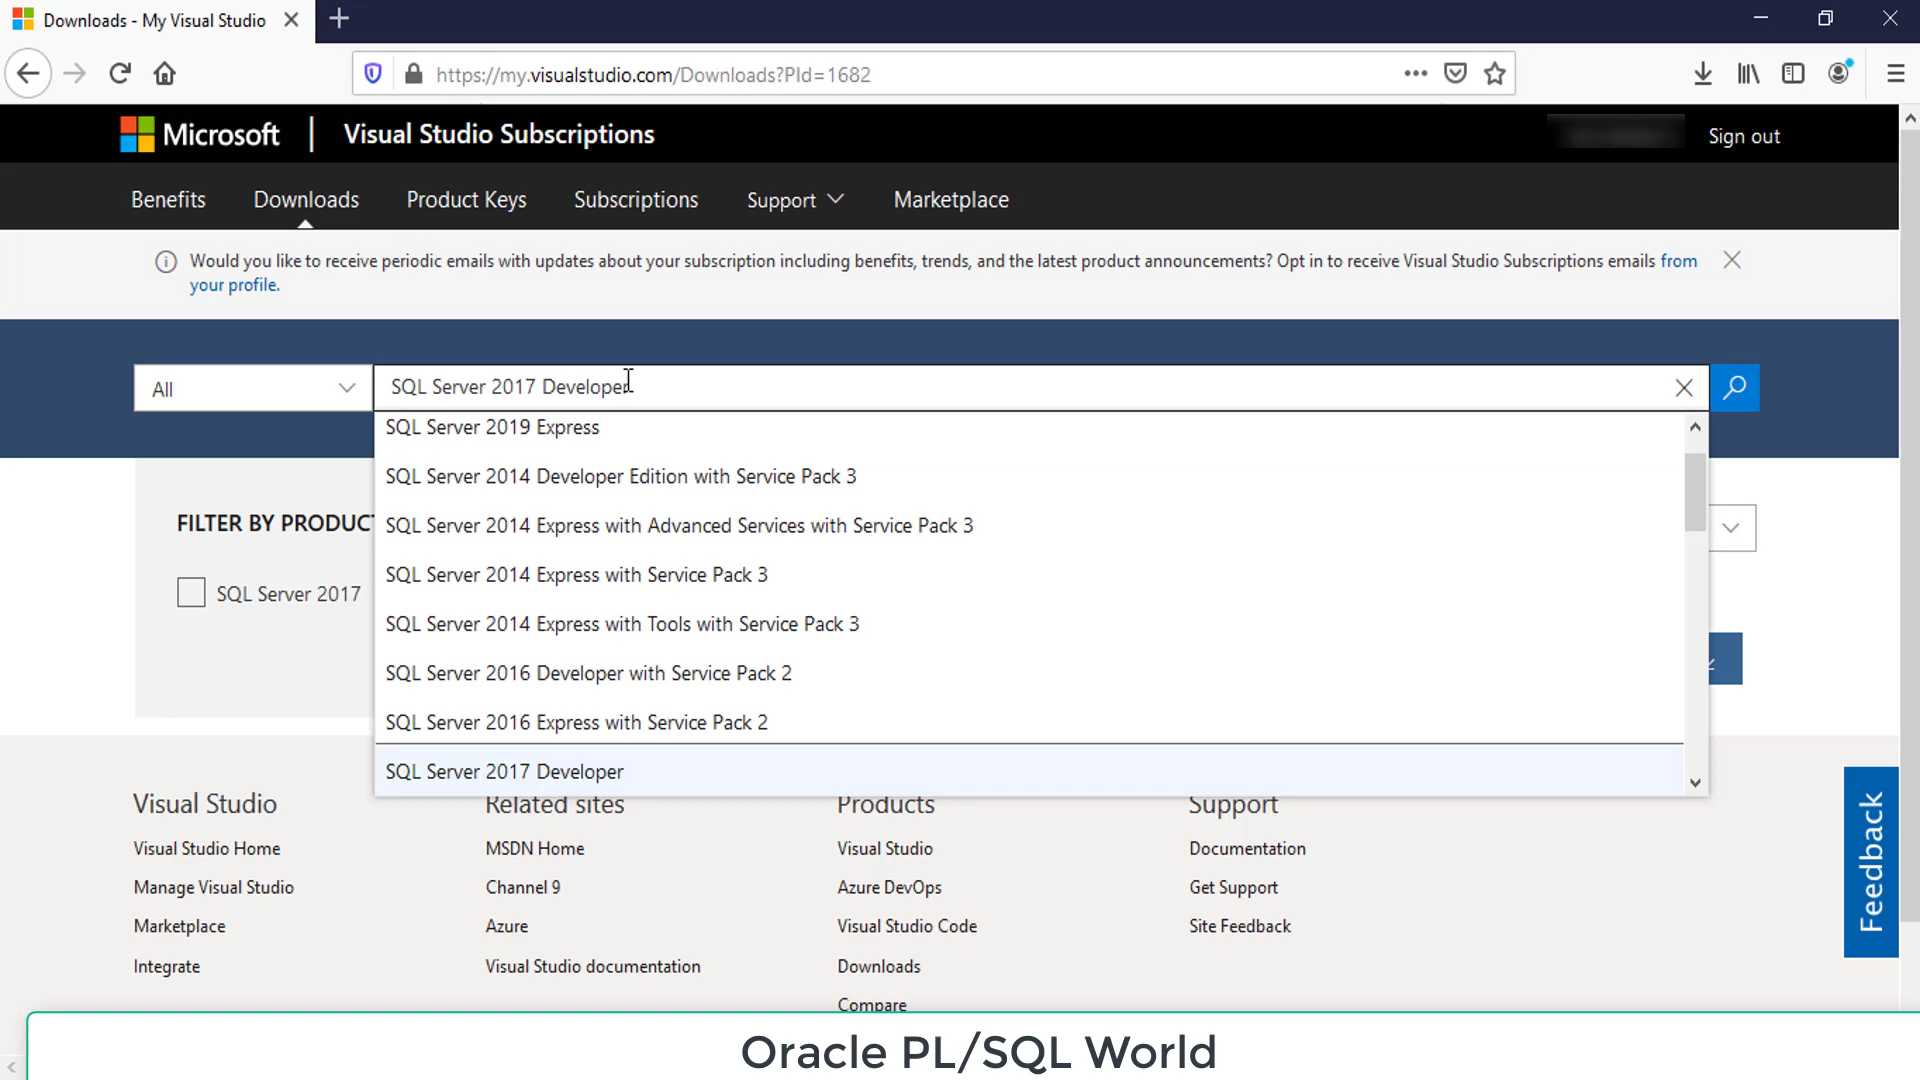 Downloads - My Visual Studio
https://my.visualstudio.com/Downloads?PId=1682
Microsoft | Visual Studio Subscriptions
Sign out
Benefits Downloads Product Keys Subscriptions Support Marketplace
Would you like to receive periodic emails with updates about your subscription including benefits, trends, and the latest product announcements? Opt in to receive Visual Studio Subscriptions emails from
your profile.
All
SQL Server 2017 Developer
SQL Server 2019 Express
SQL Server 2014 Developer Edition with Service Pack 3
SQL Server 2014 Express with Advanced Services with Service Pack 3
SQL Server 2014 Express with Service Pack 3
SQL Server 2014 Express with Tools with Service Pack 3
SQL Server 2016 Developer with Service Pack 2
SQL Server 2016 Express with Service Pack 2
SQL Server 2017 Developer
FILTER BY PRODUCT
SQL Server 2017
Visual Studio
Visual Studio Home
Manage Visual Studio
Marketplace
Integrate
Related sites
MSDN Home
Channel 9
Azure
Visual Studio documentation
Products
Visual Studio
Azure DevOps
Visual Studio Code
Downloads
Compare
Support
Documentation
Get Support
Site Feedback
Feedback
Oracle PL/SQL World